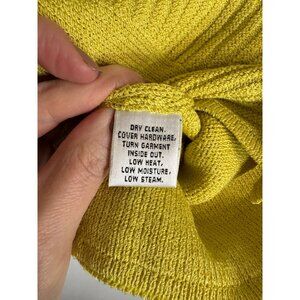 DRY CLEAN.
COVER HARDWARE,
TURN GARMENT
INSIDE OUT.
LOW HEAT,
LOW MOISTURE,
LOW STEAM.